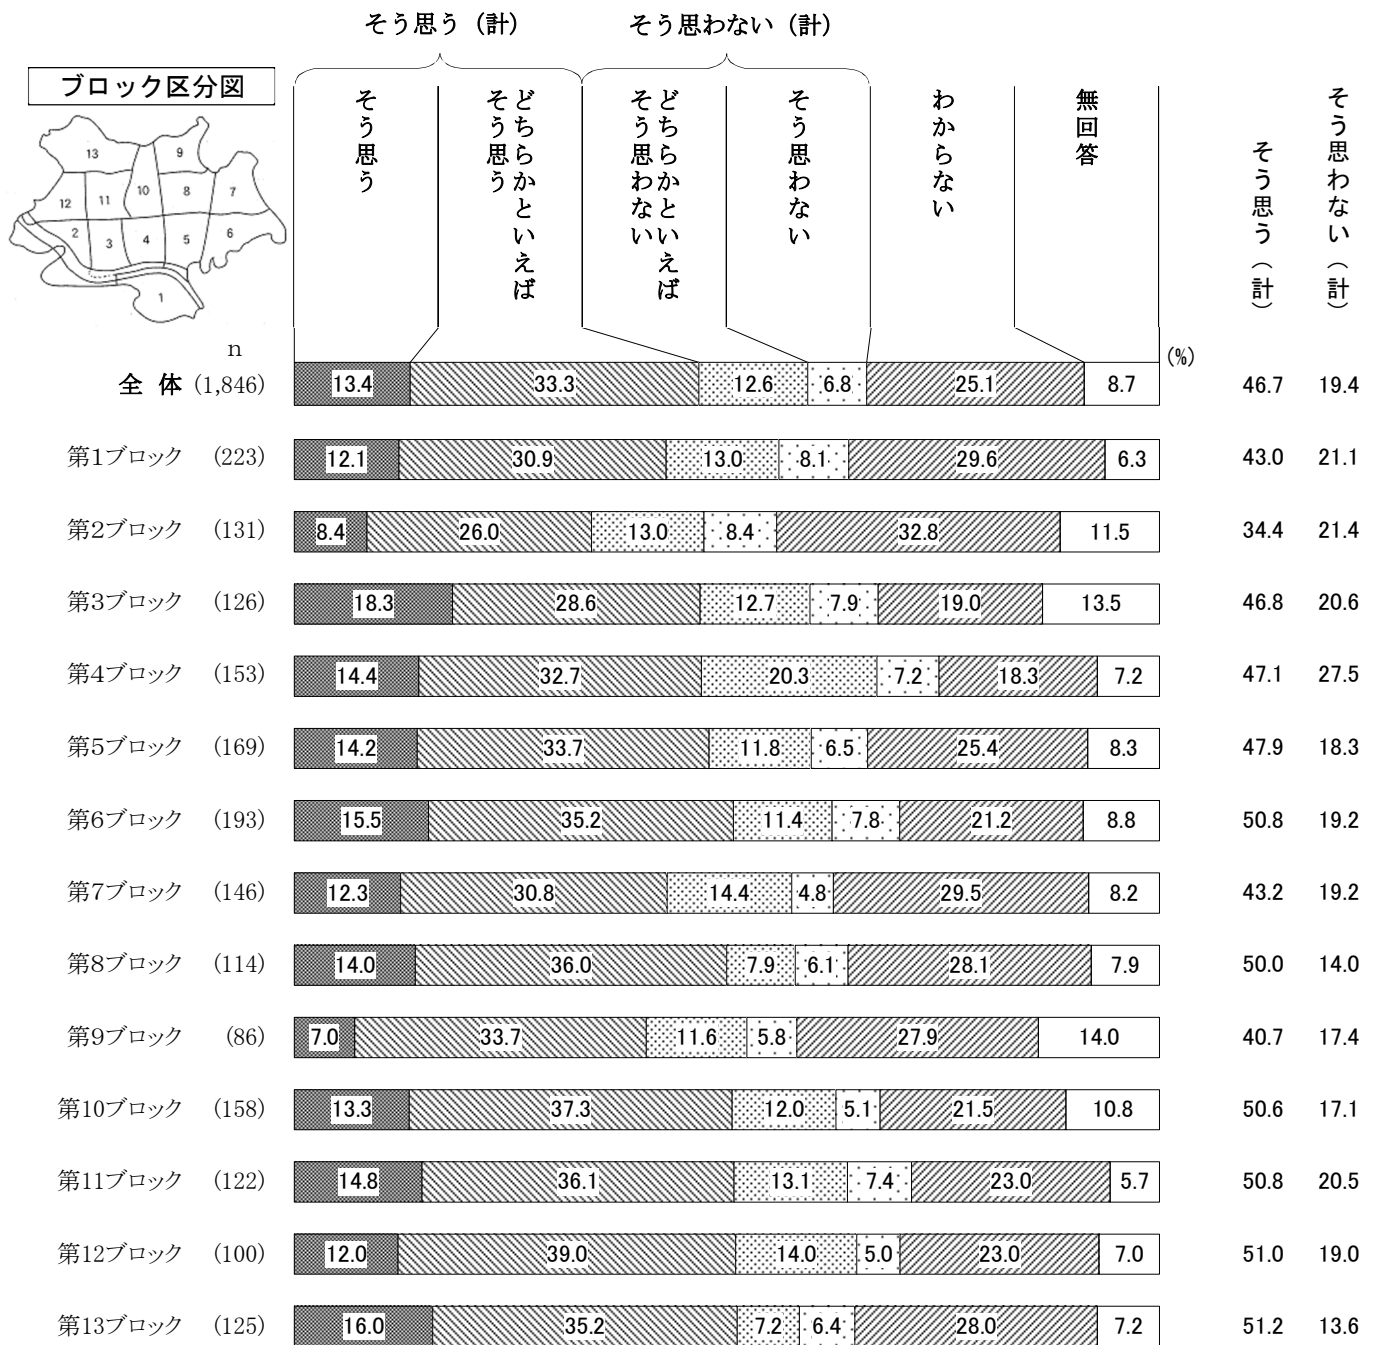 そう思う（計）
そう思わない（計）
ブロック区分図
そう思う
どちらかといえば
そう思う
どちらかといえば
そう思わない
そう思わない
わからない
無回答
そう思う（計）
そう思わない（計）
13
9
12
11
10
8
7
2
3
4
5
6
1
n
(%)
全 体 (1,846) 13.4 33.3 12.6 6.8 25.1 8.7 46.7 19.4
第1ブロック (223) 12.1 30.9 13.0 8.1 29.6 6.3 43.0 21.1
第2ブロック (131) 8.4 26.0 13.0 8.4 32.8 11.5 34.4 21.4
第3ブロック (126) 18.3 28.6 12.7 7.9 19.0 13.5 46.8 20.6
第4ブロック (153) 14.4 32.7 20.3 7.2 18.3 7.2 47.1 27.5
第5ブロック (169) 14.2 33.7 11.8 6.5 25.4 8.3 47.9 18.3
第6ブロック (193) 15.5 35.2 11.4 7.8 21.2 8.8 50.8 19.2
第7ブロック (146) 12.3 30.8 14.4 4.8 29.5 8.2 43.2 19.2
第8ブロック (114) 14.0 36.0 7.9 6.1 28.1 7.9 50.0 14.0
第9ブロック (86) 7.0 33.7 11.6 5.8 27.9 14.0 40.7 17.4
第10ブロック (158) 13.3 37.3 12.0 5.1 21.5 10.8 50.6 17.1
第11ブロック (122) 14.8 36.1 13.1 7.4 23.0 5.7 50.8 20.5
第12ブロック (100) 12.0 39.0 14.0 5.0 23.0 7.0 51.0 19.0
第13ブロック (125) 16.0 35.2 7.2 6.4 28.0 7.2 51.2 13.6